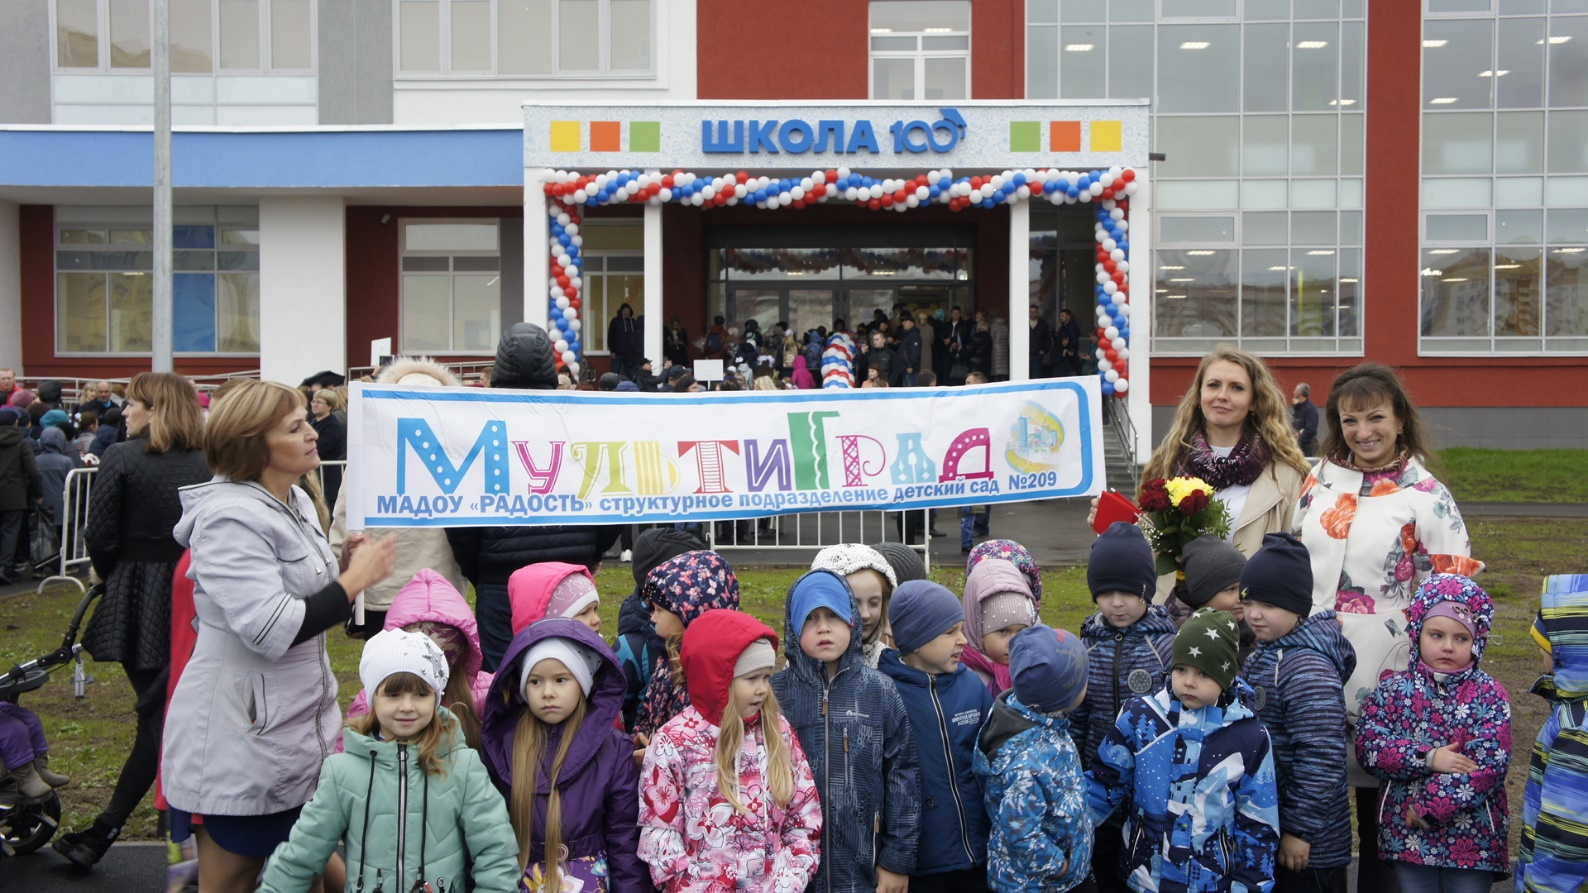 ШКОЛА 100
МУЛЬТИГРАД
МАДОУ «РАДОСТЬ» структурное подразделение детский сад №209